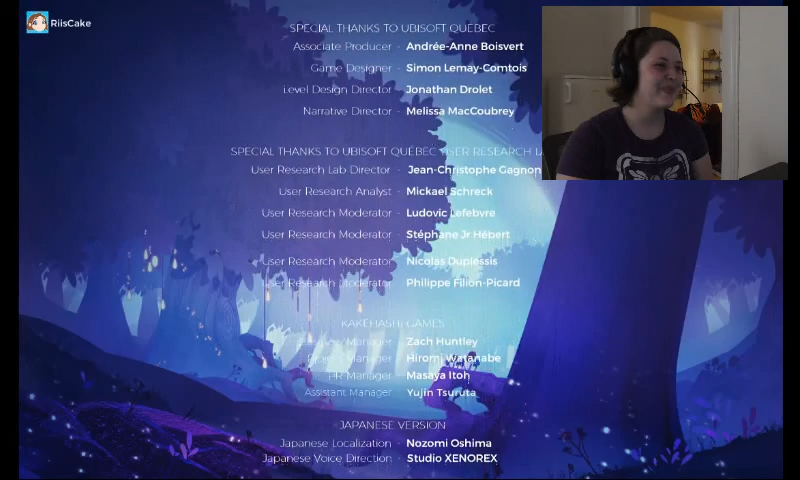 RiisCake
SPECIAL THANKS TO UBISOFT QUÉBEC
Associate Producer - Andrée-Anne Boisvert
Game Designer - Simon Lemay-Comtois
Level Design Director - Jonathan Drolet
Narrative Director - Melissa MacCoubrey
SPECIAL THANKS TO UBISOFT QUÉBEC USER RESEARCH
User Research Lab Director - Jean-Christophe Gagnon
User Research Analyst - Mickael Schreck
User Research Moderator - Ludovic Lefebvre
User Research Moderator - Stéphane Jr Hébert
User Research Moderator - Nicolas Duplessis
User Research Moderator - Philippe Filion-Picard
KAKEHASHI GAMES
Manager - Zach Huntley
Manager - Hiromi Watanabe
PR Manager - Masaya Itoh
Assistant Manager - Yujin Tsuruta
JAPANESE VERSION
Japanese Localization - Nozomi Oshima
Japanese Voice Direction - Studio XENOREX